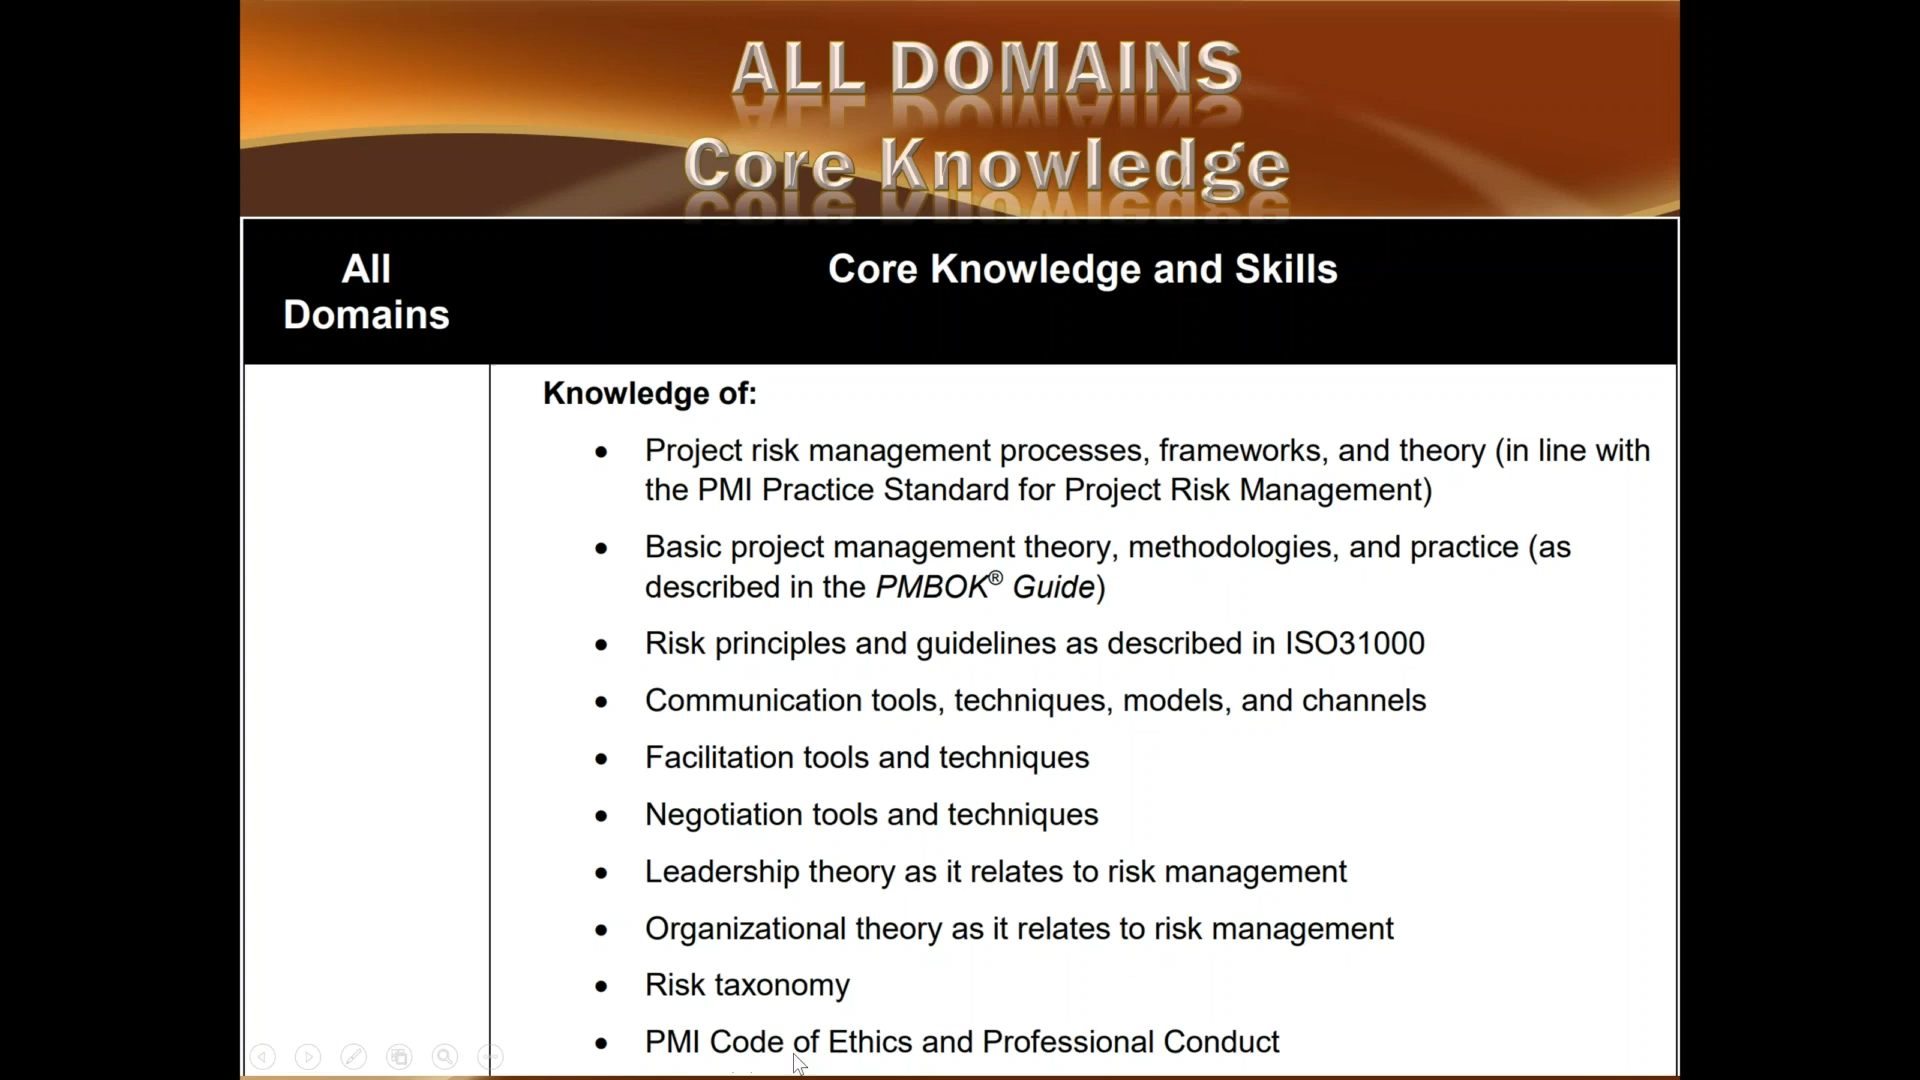 ALL DOMAINS
Core Knowledge
All
Domains
Core Knowledge and Skills
Knowledge of:
• Project risk management processes, frameworks, and theory (in line with
the PMI Practice Standard for Project Risk Management)
• Basic project management theory, methodologies, and practice (as
described in the PMBOK® Guide)
• Risk principles and guidelines as described in ISO31000
• Communication tools, techniques, models, and channels
• Facilitation tools and techniques
• Negotiation tools and techniques
• Leadership theory as it relates to risk management
• Organizational theory as it relates to risk management
• Risk taxonomy
• PMI Code of Ethics and Professional Conduct